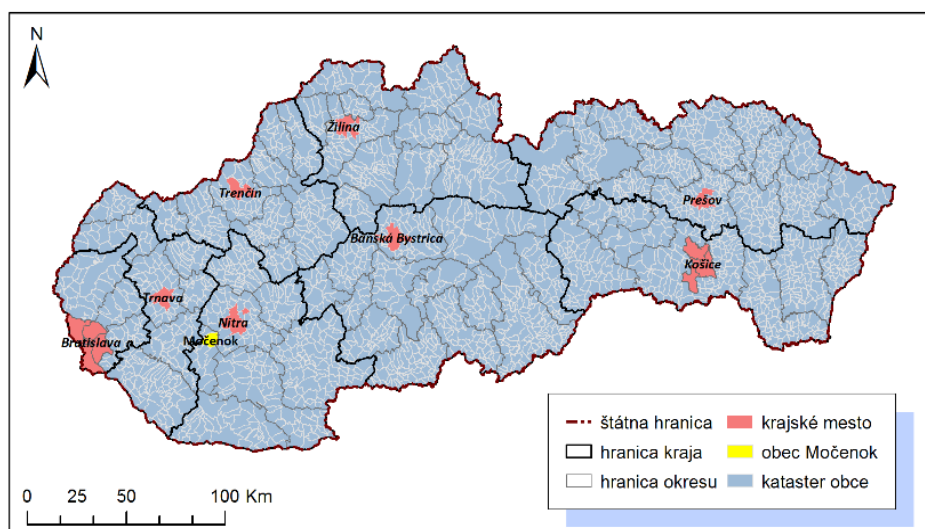 N
Žilina
Trenčín
Prešov
Banská Bystrica
Košice
Trnava
Nitra
Močenok
Bratislava
štátna hranica
krajské mesto
hranica kraja
obec Močenok
hranica okresu
kataster obce
0 25 50 100 Km